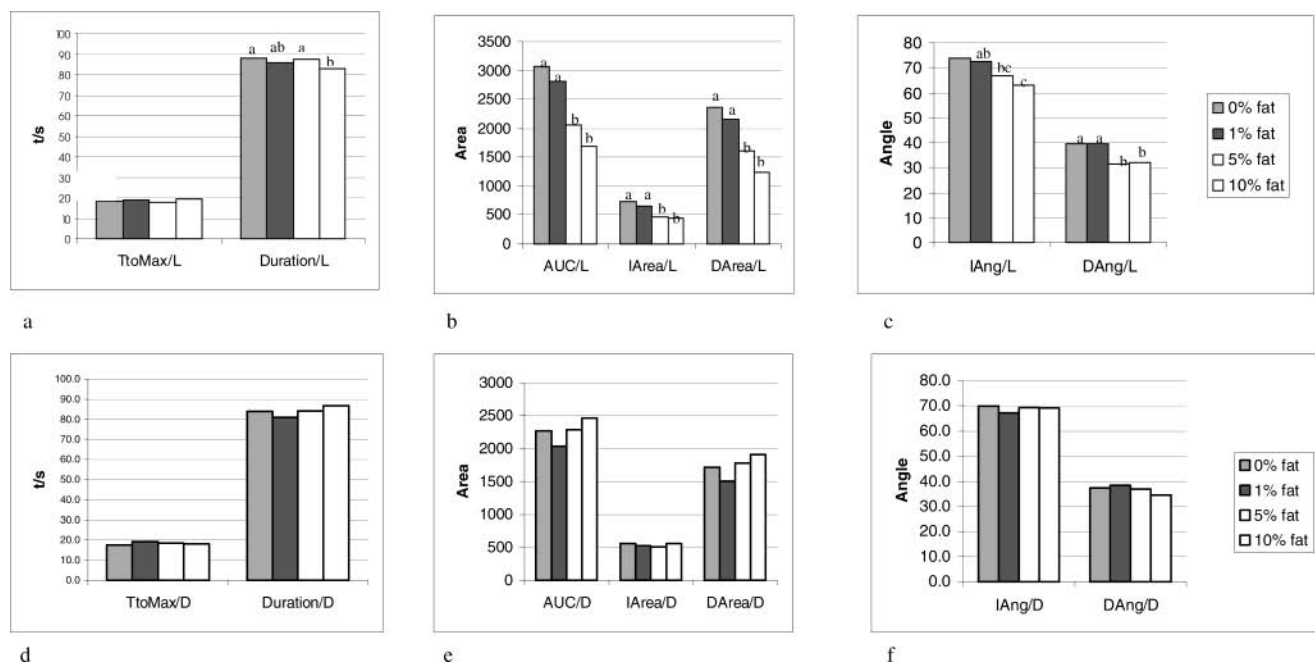 100
90
80
70
60
50
40
30
20
10
0
t/s
a ab a b
TtoMax/L Duration/L
a
3500
3000
2500
2000
1500
1000
500
0
Area
a a b b a a b b a a b b
AUC/L IArea/L DArea/L
b
80
70
60
50
40
30
20
10
0
Angle
ab bc c a a b b
IAng/L DAng/L
c
0% fat
1% fat
5% fat
10% fat
100.0
90.0
80.0
70.0
60.0
50.0
40.0
30.0
20.0
10.0
0.0
t/s
TtoMax/D Duration/D
d
3000
2500
2000
1500
1000
500
0
Area
AUC/D IArea/D DArea/D
e
80.0
70.0
60.0
50.0
40.0
30.0
20.0
10.0
0.0
Angle
IAng/D DAng/D
f
0% fat
1% fat
5% fat
10% fat